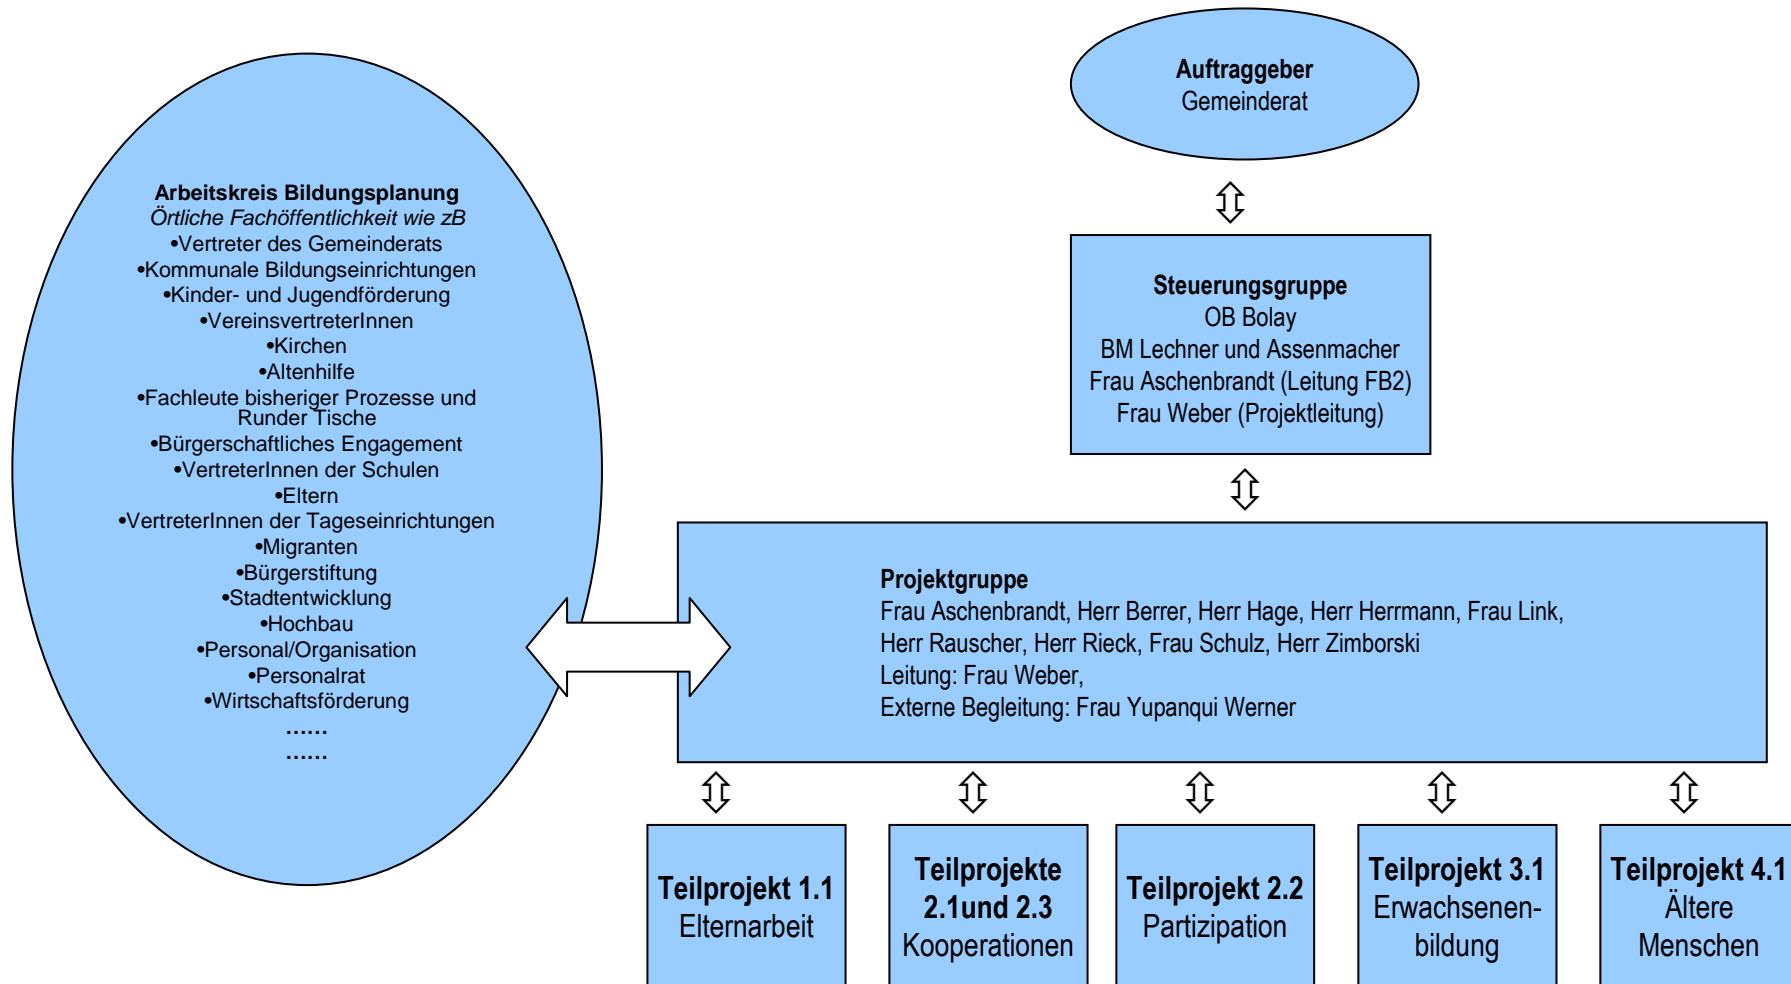 Auftraggeber
Gemeinderat
Arbeitskreis Bildungsplanung
Örtliche Fachöffentlichkeit wie zB
•Vertreter des Gemeinderats
•Kommunale Bildungseinrichtungen
•Kinder- und Jugendförderung
•VereinsvertreterInnen
•Kirchen
•Altenhilfe
•Fachleute bisheriger Prozesse und
Runder Tische
•Bürgerschaftliches Engagement
•VertreterInnen der Schulen
•Eltern
•VertreterInnen der Tageseinrichtungen
•Migranten
•Bürgerstiftung
•Stadtentwicklung
•Hochbau
•Personal/Organisation
•Personalrat
•Wirtschaftsförderung
......
......
Steuerungsgruppe
OB Bolay
BM Lechner und Assenmacher
Frau Aschenbrandt (Leitung FB2)
Frau Weber (Projektleitung)
Projektgruppe
Frau Aschenbrandt, Herr Berrer, Herr Hage, Herr Herrmann, Frau Link,
Herr Rauscher, Herr Rieck, Frau Schulz, Herr Zimborski
Leitung: Frau Weber,
Externe Begleitung: Frau Yupanqui Werner
Teilprojekt 1.1
Elternarbeit
Teilprojekte
2.1und 2.3
Kooperationen
Teilprojekt 2.2
Partizipation
Teilprojekt 3.1
Erwachsenen-
bildung
Teilprojekt 4.1
Ältere
Menschen